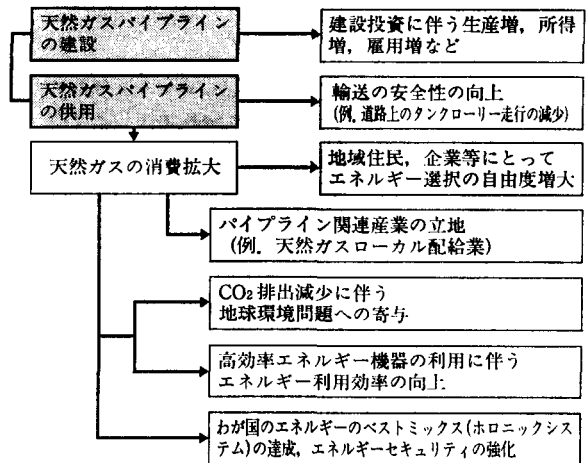 天然ガスパイプライン
の建設
建設投資に伴う生産増，所得
増，雇用増など
天然ガスパイプライン
の供用
輸送の安全性の向上
(例．道路上のタンクローリー走行の減少)
天然ガスの消費拡大
地域住民，企業等にとって
エネルギー選択の自由度増大
パイプライン関連産業の立地
(例．天然ガスローカル配給業)
CO₂排出減少に伴う
地球環境問題への寄与
高効率エネルギー機器の利用に伴う
エネルギー利用効率の向上
わが国のエネルギーのベストミックス(ホロニックシス
テム)の達成，エネルギーセキュリティの強化